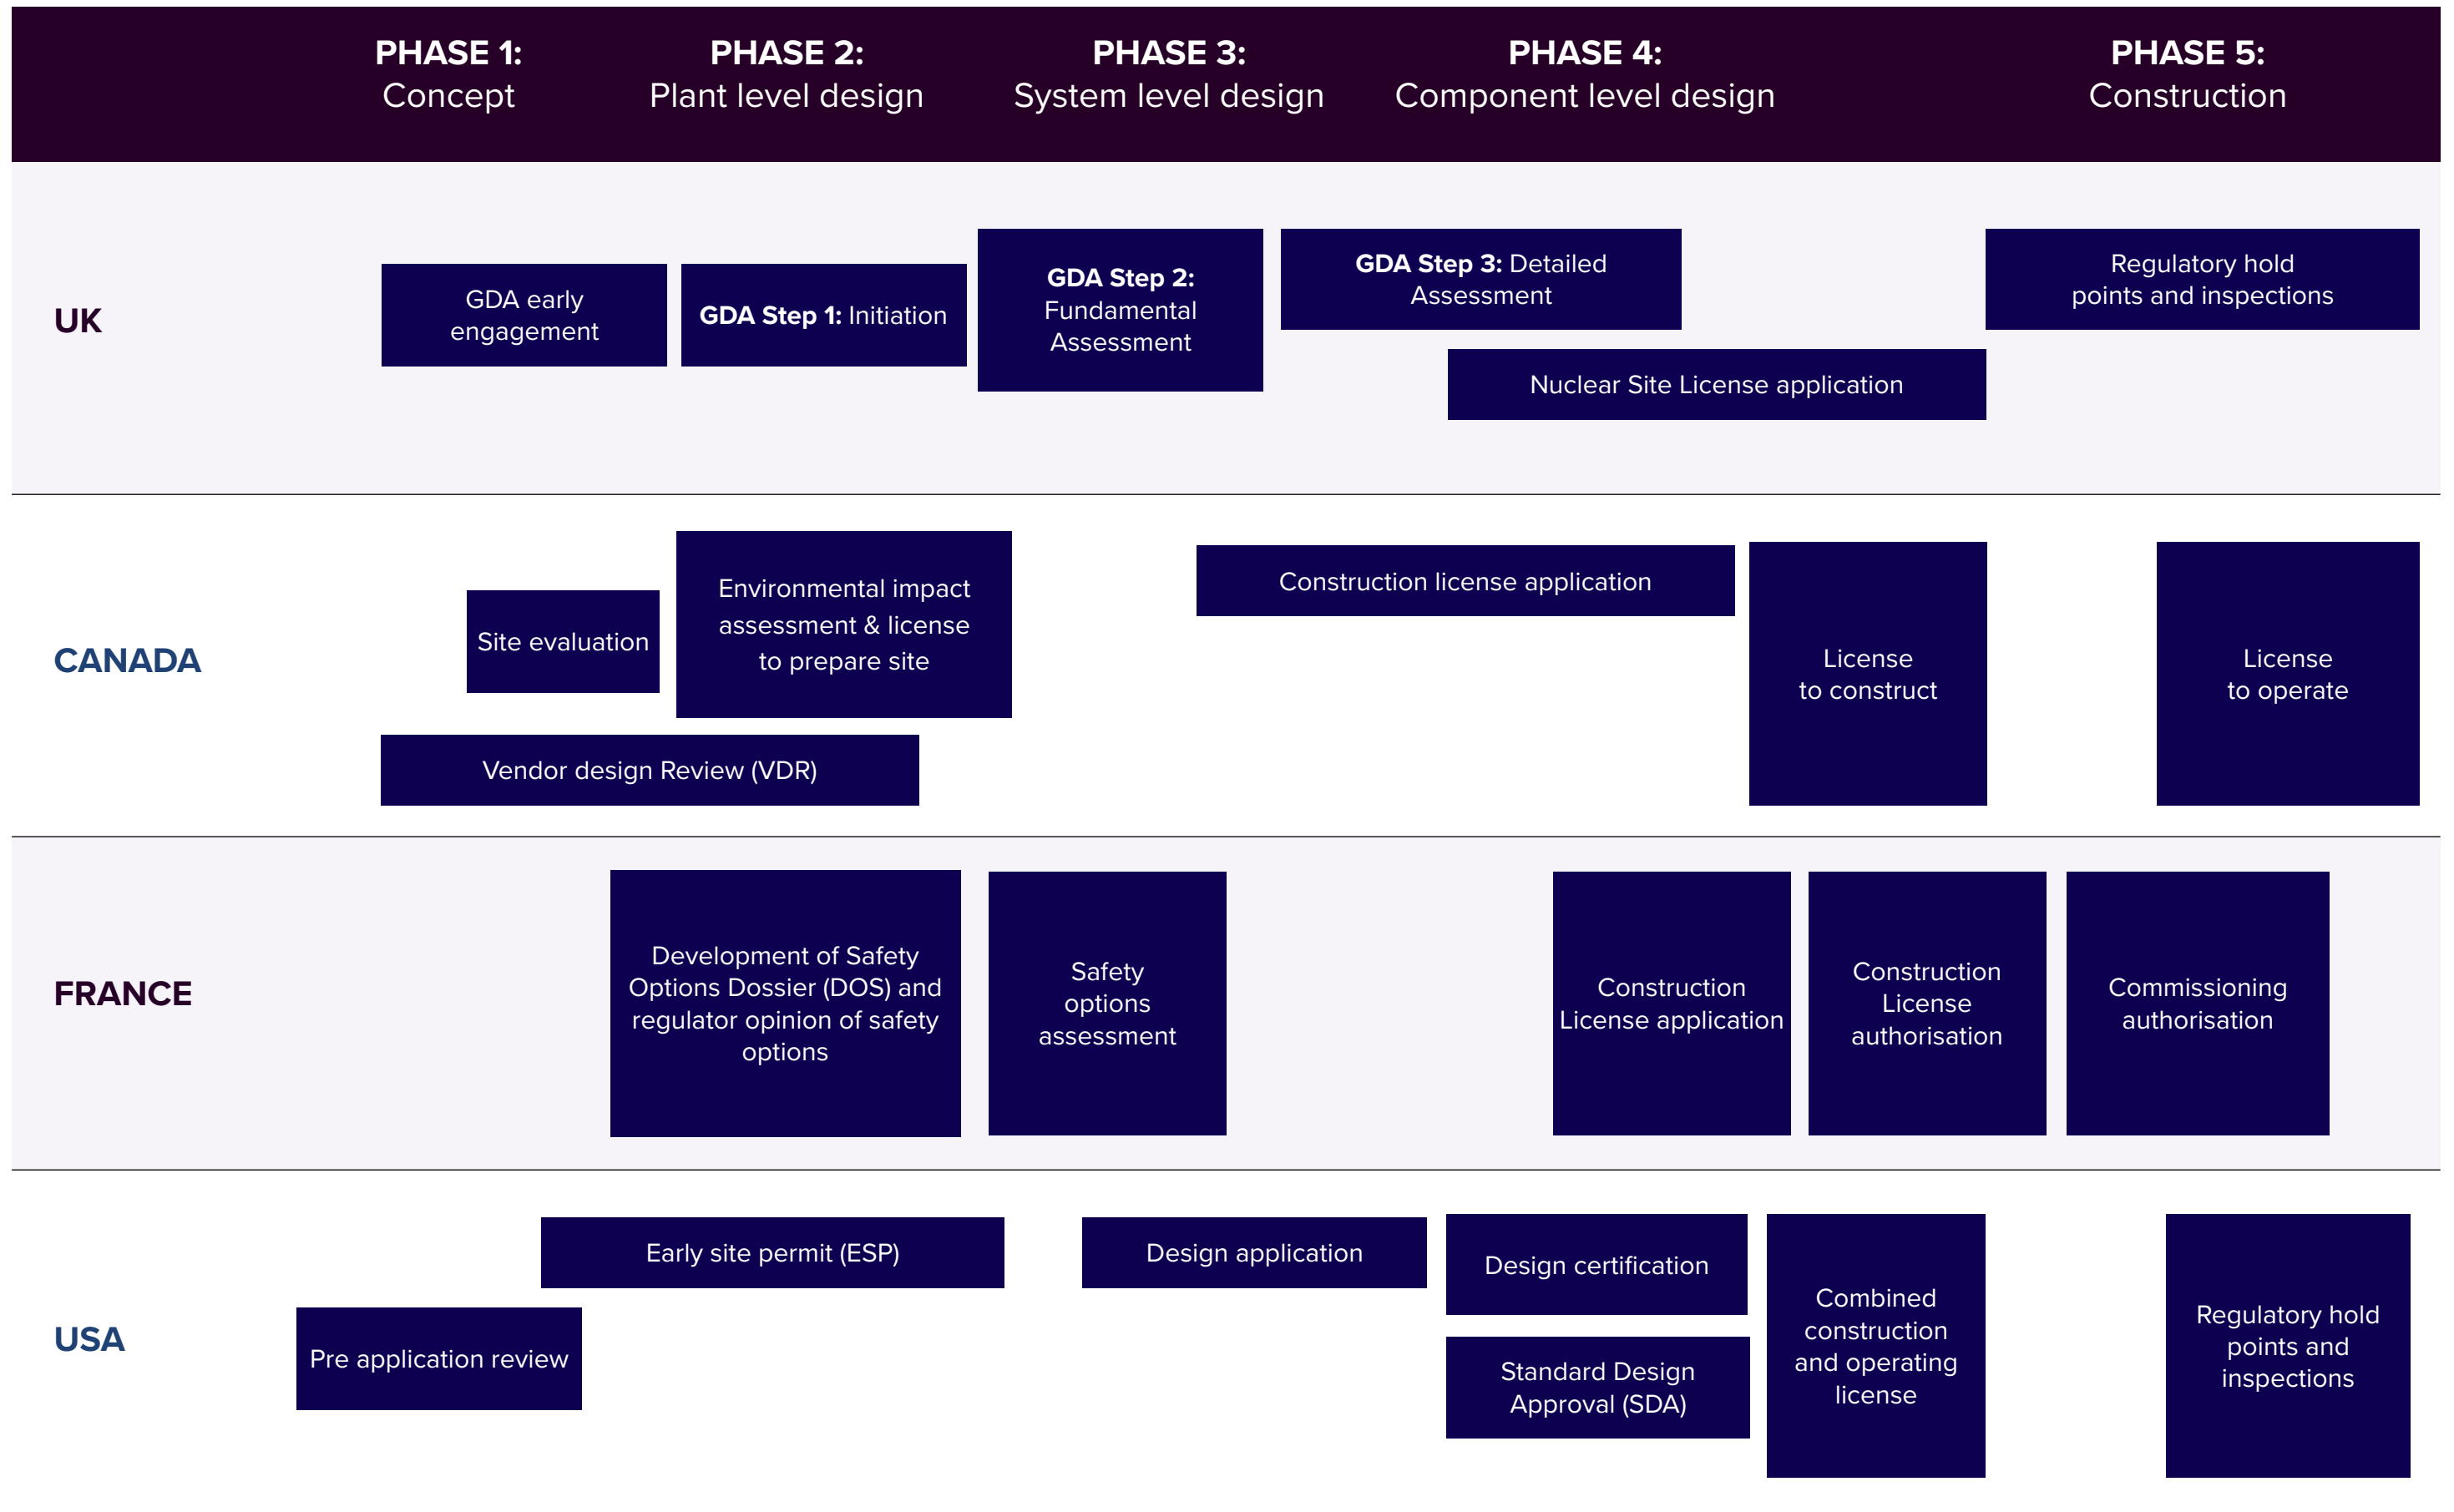 PHASE 1:
Concept
PHASE 2:
Plant level design
PHASE 3:
System level design
PHASE 4:
Component level design
PHASE 5:
Construction
UK
GDA early
engagement
GDA Step 1: Initiation
GDA Step 2:
Fundamental
Assessment
GDA Step 3: Detailed
Assessment
Nuclear Site License application
Regulatory hold
points and inspections
CANADA
Site evaluation
Environmental impact
assessment & license
to prepare site
Vendor design Review (VDR)
Construction license application
License
to construct
License
to operate
FRANCE
Development of Safety
Options Dossier (DOS) and
regulator opinion of safety
options
Safety
options
assessment
Construction
License application
Construction
License
authorisation
Commissioning
authorisation
USA
Pre application review
Early site permit (ESP)
Design application
Design certification
Standard Design
Approval (SDA)
Combined
construction
and operating
license
Regulatory hold
points and
inspections